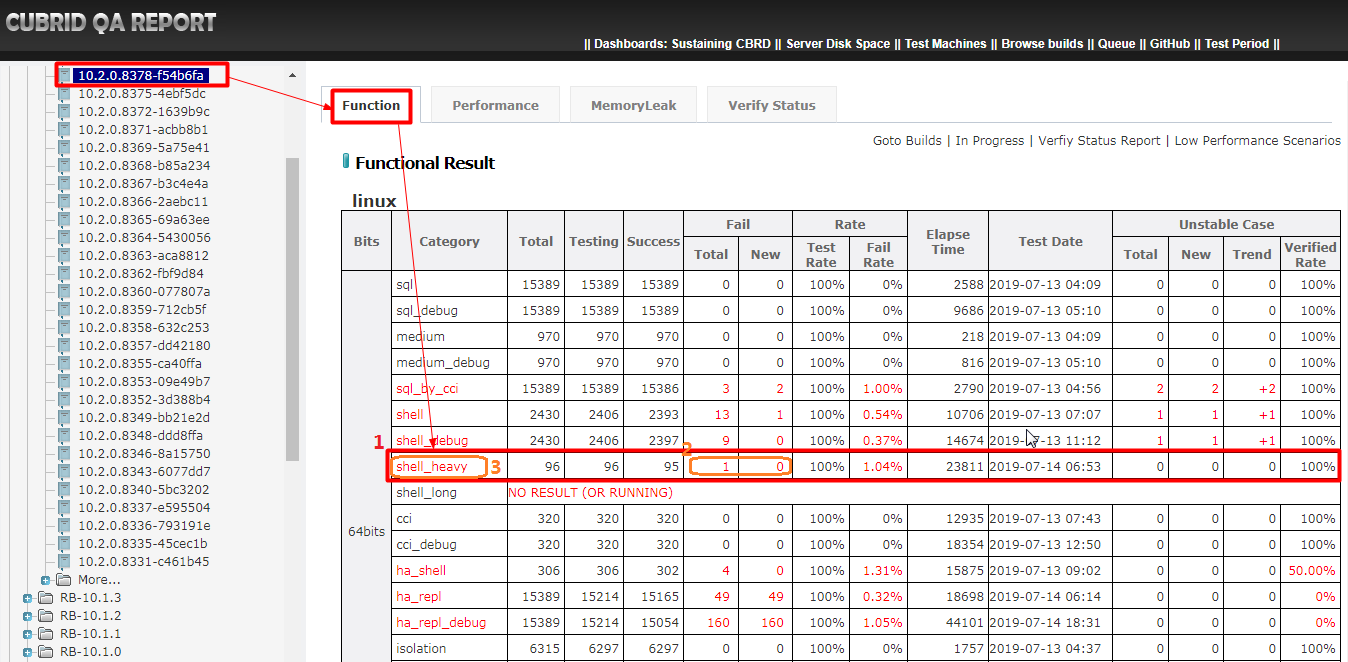 CUBRID QA REPORT
|| Dashboards: Sustaining CBRD || Server Disk Space || Test Machines || Browse builds || Queue || GitHub || Test Period ||
10.2.0.8378-f54b6fa
10.2.0.8375-4ebf5dc
10.2.0.8372-1639b9c
10.2.0.8371-acbb8b1
10.2.0.8369-5a75e41
10.2.0.8368-b85a234
10.2.0.8367-b3c4e4a
10.2.0.8366-2aebc11
10.2.0.8365-69a63ee
10.2.0.8364-5430056
10.2.0.8363-aca8812
10.2.0.8362-fbf9d84
10.2.0.8360-077807a
10.2.0.8359-712cb5f
10.2.0.8358-632c253
10.2.0.8357-dd42180
10.2.0.8355-ca40ffa
10.2.0.8353-09e49b7
10.2.0.8352-3d388b4
10.2.0.8349-bb21e2d
10.2.0.8348-ddd8ffa
10.2.0.8346-8a15750
10.2.0.8343-6077dd7
10.2.0.8340-5bc3202
10.2.0.8337-e595504
10.2.0.8336-793191e
10.2.0.8335-45cec1b
10.2.0.8331-c461b45
More...
RB-10.1.3
RB-10.1.2
RB-10.1.1
RB-10.1.0
Function Performance MemoryLeak Verify Status
Goto Builds | In Progress | Verfiy Status Report | Low Performance Scenarios
Functional Result
linux
Bits Category Total Testing Success Fail Rate Elapse Time Test Date Unstable Case
Total New Test Rate Fail Rate Total New Trend Verified Rate
sql 15389 15389 15389 0 0 100% 0% 2588 2019-07-13 04:09 0 0 0 100%
sql_debug 15389 15389 15389 0 0 100% 0% 9686 2019-07-13 05:10 0 0 0 100%
medium 970 970 970 0 0 100% 0% 218 2019-07-13 04:09 0 0 0 100%
medium_debug 970 970 970 0 0 100% 0% 816 2019-07-13 05:10 0 0 0 100%
sql_by_cci 15389 15389 15386 3 2 100% 1.00% 2790 2019-07-13 04:56 2 2 +2 100%
shell 2430 2406 2393 13 1 100% 0.54% 10706 2019-07-13 07:07 1 1 +1 100%
shell_debug 2430 2406 2397 9 0 100% 0.37% 14674 2019-07-13 11:12 1 1 +1 100%
1 2
shell_heavy 3 96 96 95 1 0 100% 1.04% 23811 2019-07-14 06:53 0 0 0 100%
shell_long NO RESULT (OR RUNNING)
cci 320 320 320 0 0 100% 0% 12935 2019-07-13 07:43 0 0 0 100%
64bits
cci_debug 320 320 320 0 0 100% 0% 18354 2019-07-13 12:50 0 0 0 100%
ha_shell 306 306 302 4 0 100% 1.31% 15875 2019-07-13 09:02 0 0 0 50.00%
ha_repl 15389 15214 15165 49 49 100% 0.32% 18698 2019-07-14 06:14 0 0 0 0%
ha_repl_debug 15389 15214 15054 160 160 100% 1.05% 44101 2019-07-14 18:31 0 0 0 0%
isolation 6315 6297 6297 0 0 100% 0% 1757 2019-07-13 04:37 0 0 0 100%